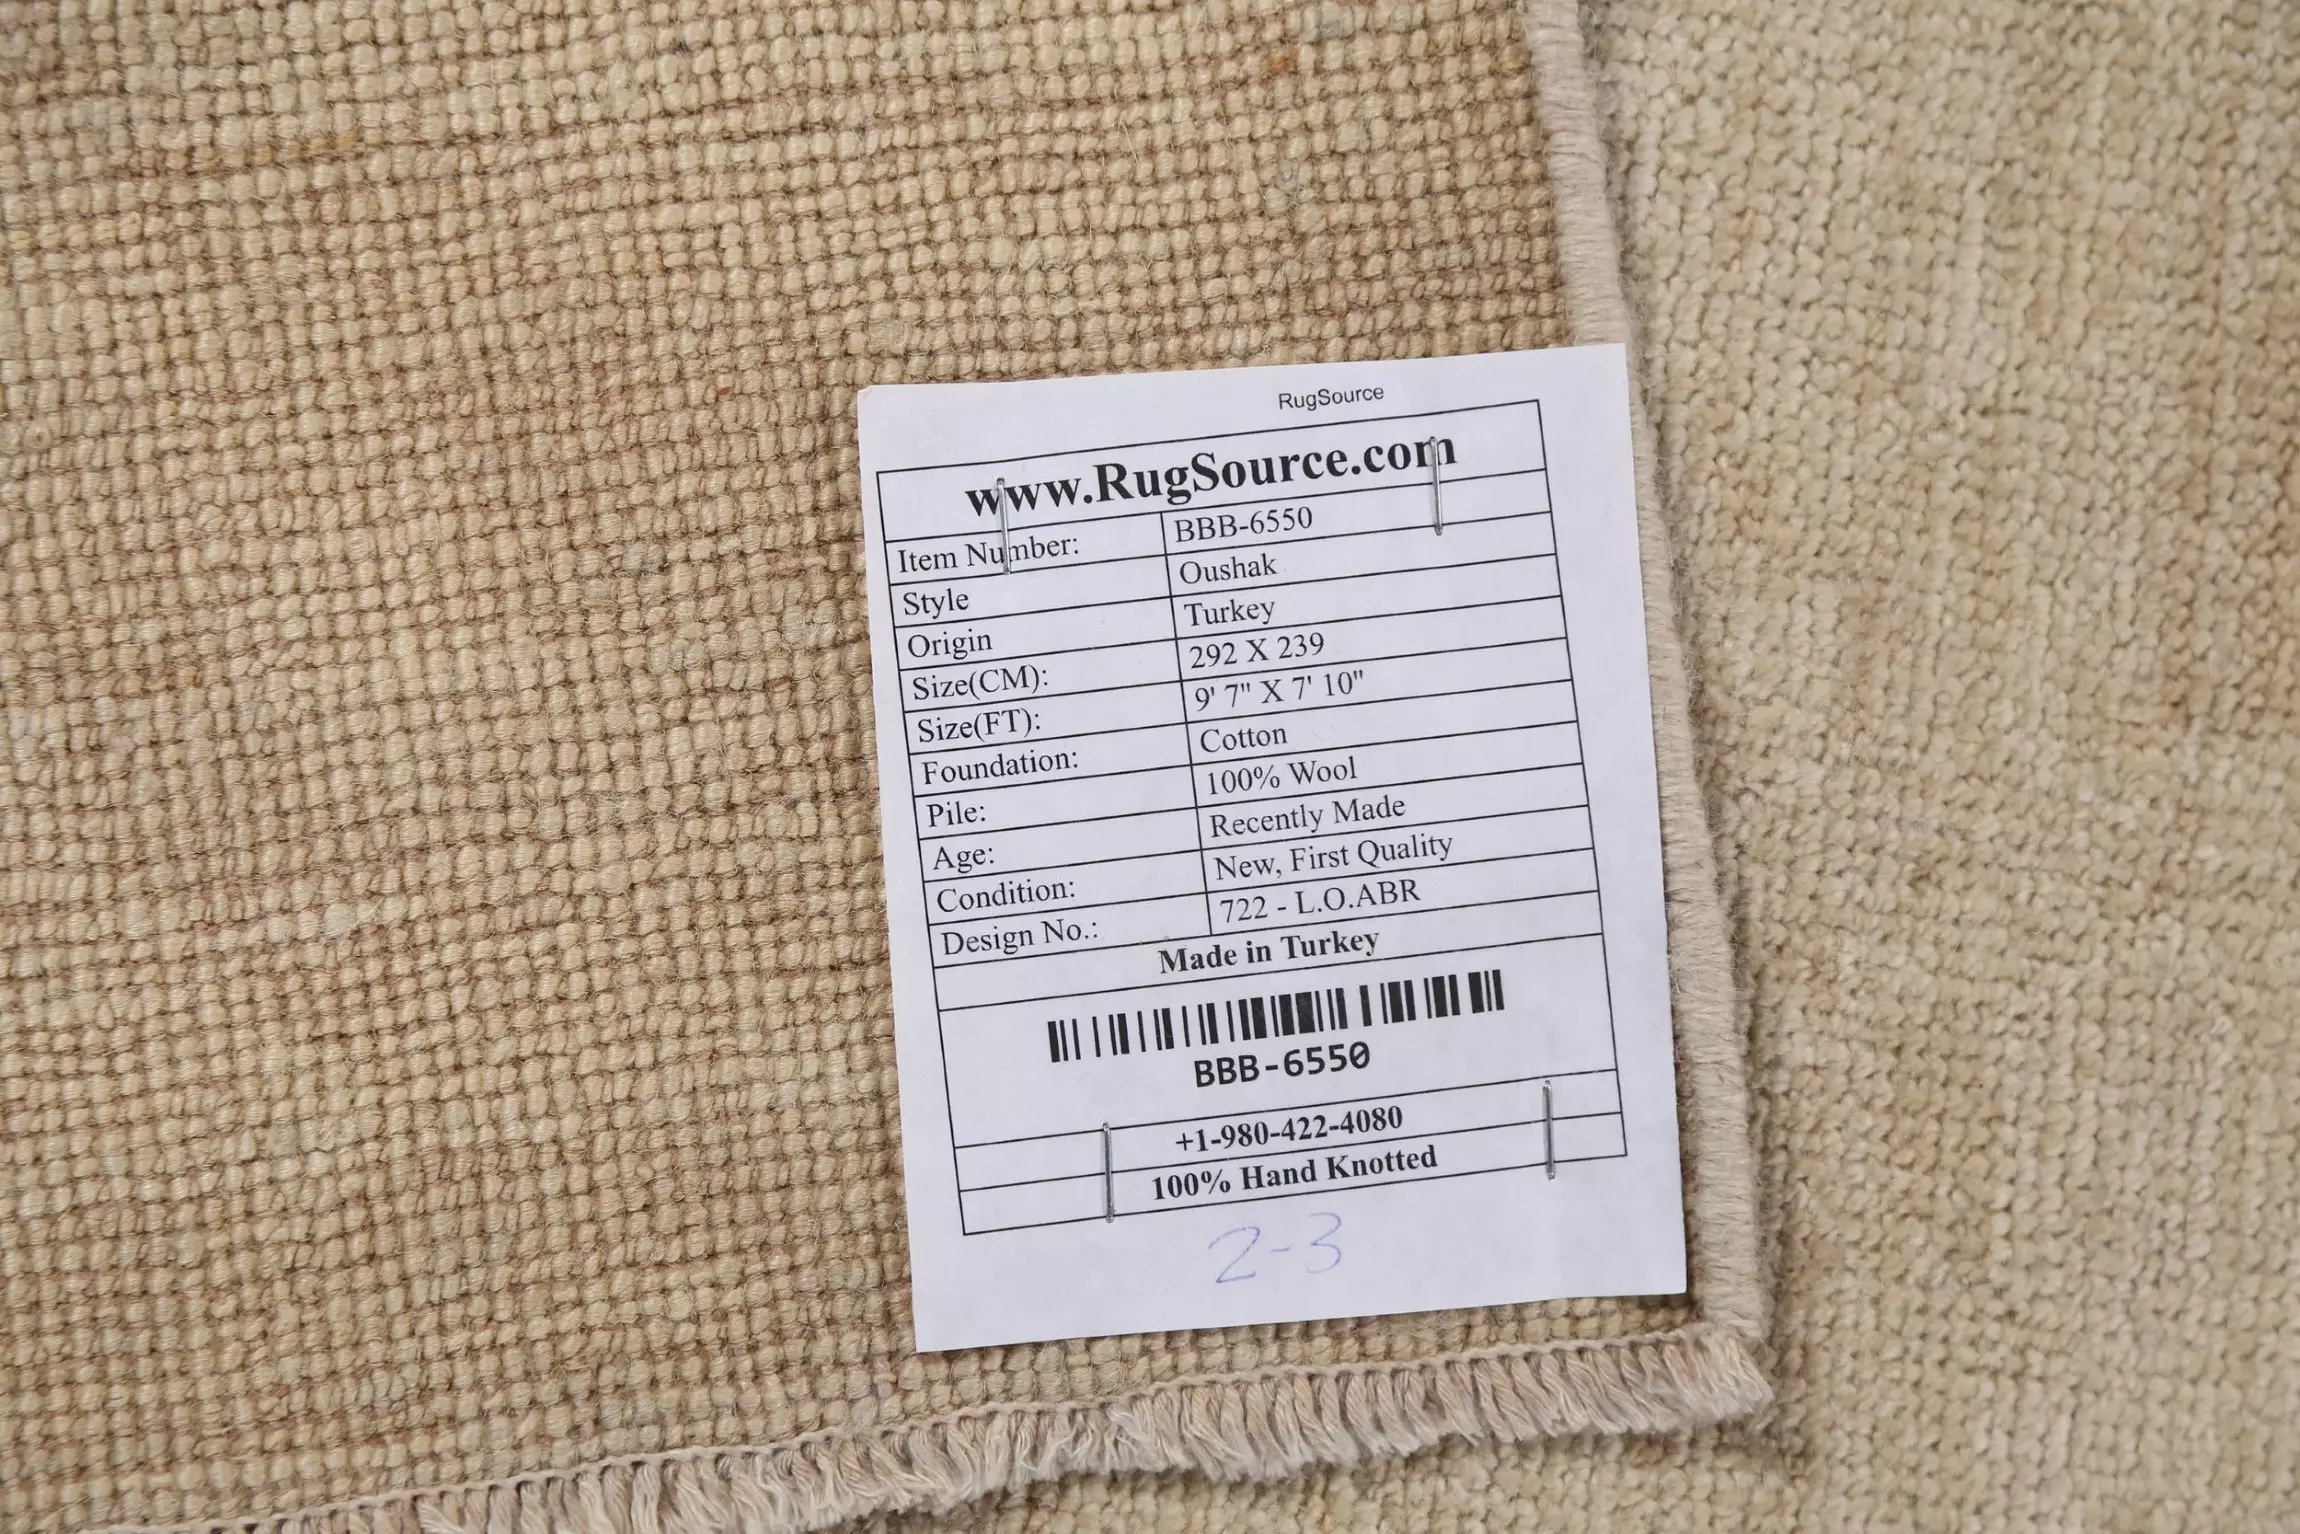 RugSource
www.RugSource.com
Item Number: BBB-6550
Style Oushak
Origin Turkey
Size(CM): 292 X 239
Size(FT): 9' 7" X 7' 10"
Foundation: Cotton
Pile: 100% Wool
Age: Recently Made
Condition: New, First Quality
Design No.: 722 - L.O.ABR
Made in Turkey
BBB-6550
+1-980-422-4080
100% Hand Knotted
2-3